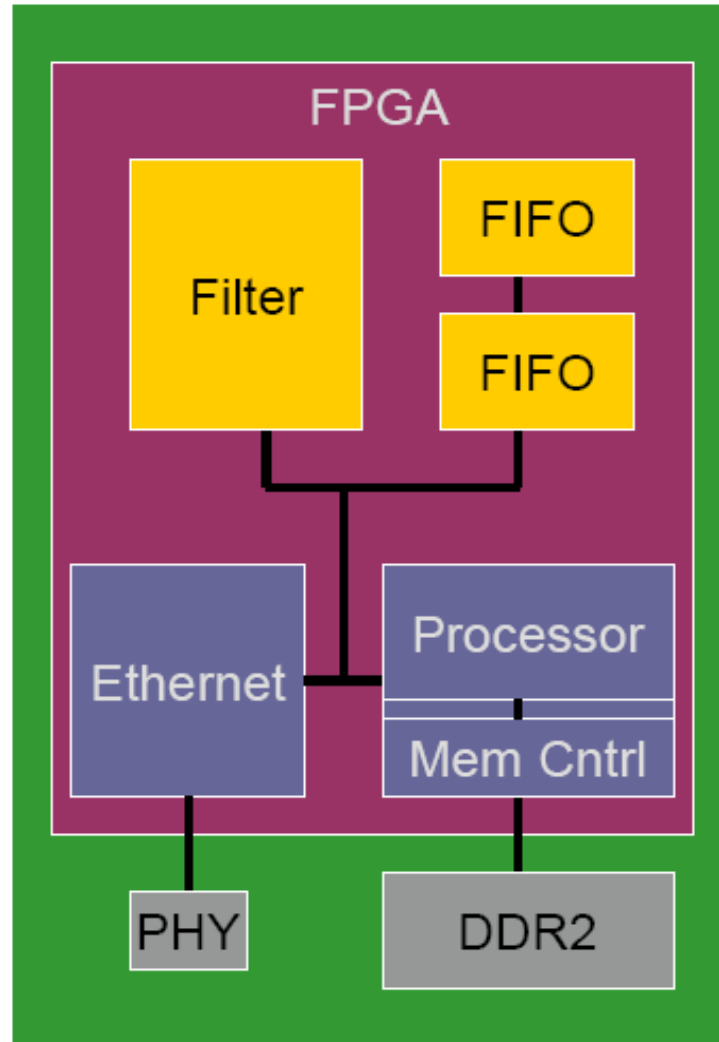 FPGA
Filter
FIFO
FIFO
Ethernet
Processor
Mem Cntrl
PHY
DDR2